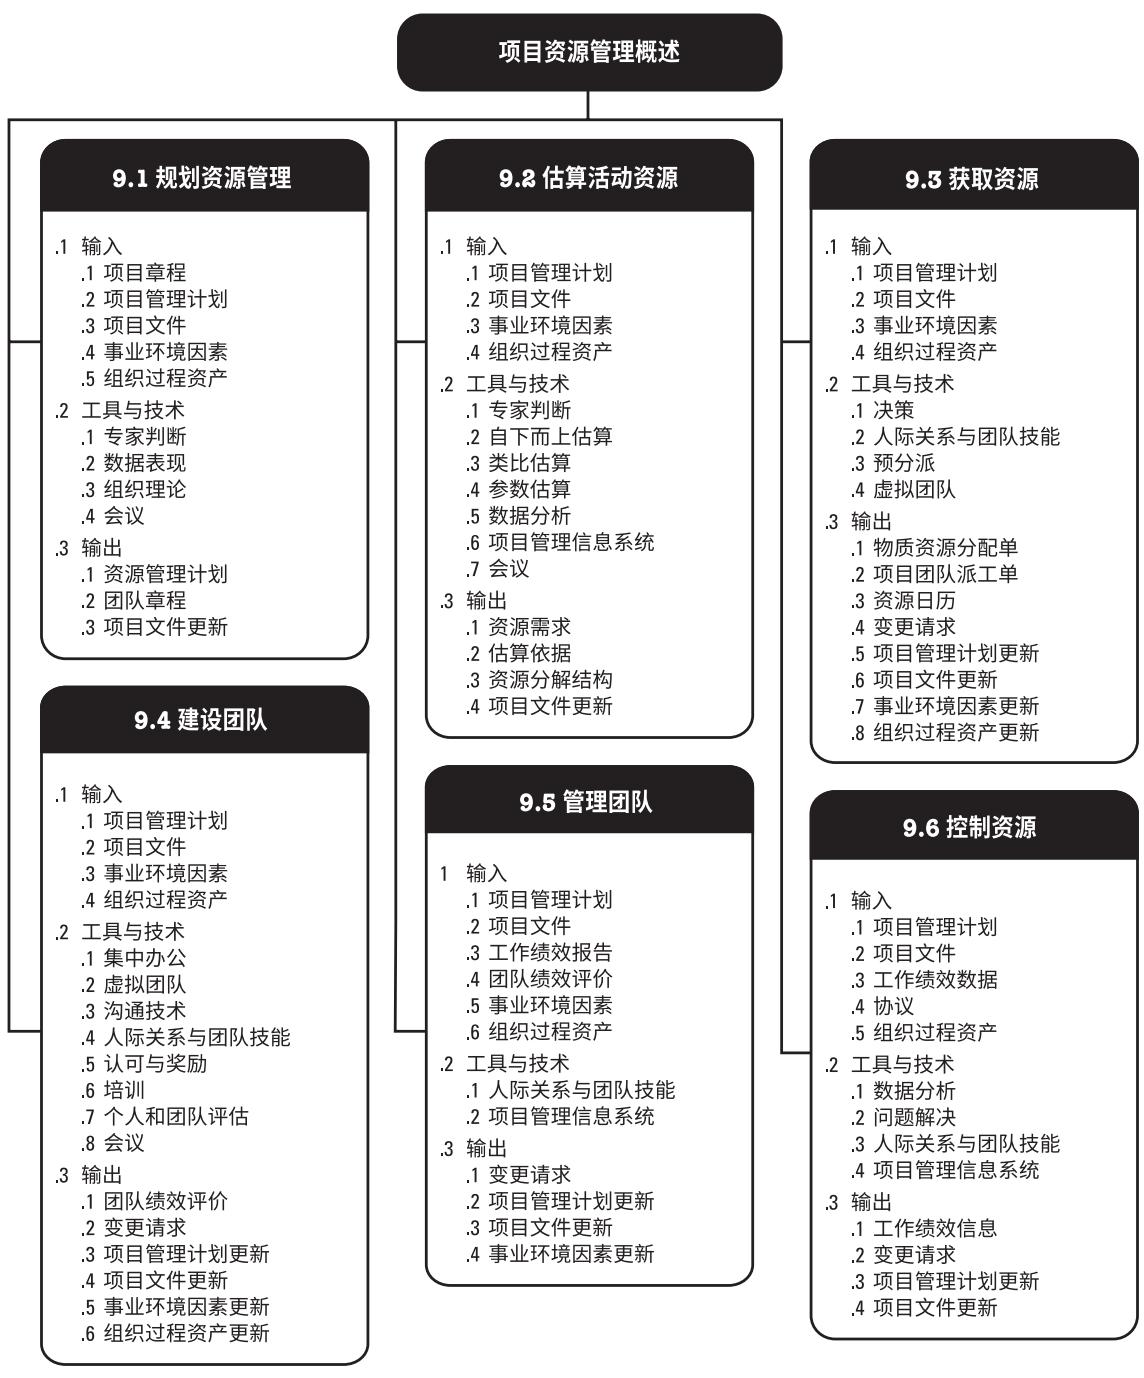 项目资源管理概述
9.1 规划资源管理
.1 输入
.1 项目章程
.2 项目管理计划
.3 项目文件
.4 事业环境因素
.5 组织过程资产
.2 工具与技术
.1 专家判断
.2 数据表现
.3 组织理论
.4 会议
.3 输出
.1 资源管理计划
.2 团队章程
.3 项目文件更新
9.2 估算活动资源
.1 输入
.1 项目管理计划
.2 项目文件
.3 事业环境因素
.4 组织过程资产
.2 工具与技术
.1 专家判断
.2 自下而上估算
.3 类比估算
.4 参数估算
.5 数据分析
.6 项目管理信息系统
.7 会议
.3 输出
.1 资源需求
.2 估算依据
.3 资源分解结构
.4 项目文件更新
9.3 获取资源
.1 输入
.1 项目管理计划
.2 项目文件
.3 事业环境因素
.4 组织过程资产
.2 工具与技术
.1 决策
.2 人际关系与团队技能
.3 预分派
.4 虚拟团队
.3 输出
.1 物质资源分配单
.2 项目团队派工单
.3 资源日历
.4 变更请求
.5 项目管理计划更新
.6 项目文件更新
.7 事业环境因素更新
.8 组织过程资产更新
9.4 建设团队
.1 输入
.1 项目管理计划
.2 项目文件
.3 事业环境因素
.4 组织过程资产
.2 工具与技术
.1 集中办公
.2 虚拟团队
.3 沟通技术
.4 人际关系与团队技能
.5 认可与奖励
.6 培训
.7 个人和团队评估
.8 会议
.3 输出
.1 团队绩效评价
.2 变更请求
.3 项目管理计划更新
.4 项目文件更新
.5 事业环境因素更新
.6 组织过程资产更新
9.5 管理团队
1 输入
.1 项目管理计划
.2 项目文件
.3 工作绩效报告
.4 团队绩效评价
.5 事业环境因素
.6 组织过程资产
.2 工具与技术
.1 人际关系与团队技能
.2 项目管理信息系统
.3 输出
.1 变更请求
.2 项目管理计划更新
.3 项目文件更新
.4 事业环境因素更新
9.6 控制资源
.1 输入
.1 项目管理计划
.2 项目文件
.3 工作绩效数据
.4 协议
.5 组织过程资产
.2 工具与技术
.1 数据分析
.2 问题解决
.3 人际关系与团队技能
.4 项目管理信息系统
.3 输出
.1 工作绩效信息
.2 变更请求
.3 项目管理计划更新
.4 项目文件更新